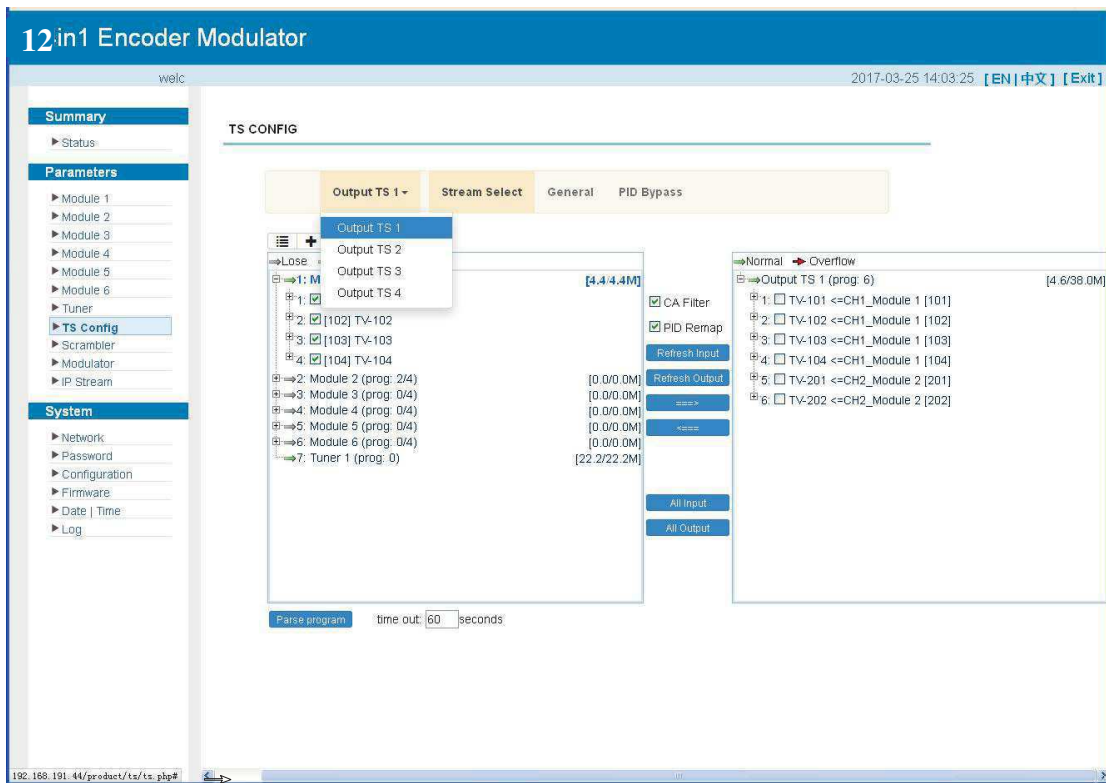 12-in1 Encoder Modulator
welc
2017-03-25 14:03:25 [EN|中文] [Exit]
Summary
Status
Parameters
Module 1
Module 2
Module 3
Module 4
Module 5
Module 6
Tuner
TS Config
Scrambler
Modulator
IP Stream
System
Network
Password
Configuration
Firmware
Date | Time
Log
TS CONFIG
Output TS 1 Stream Select General PID Bypass
Output TS 1
Output TS 2
Output TS 3
Output TS 4
Lose
1: M [4.4/4.4M]
1:
2: [102] TV-102
3: [103] TV-103
4: [104] TV-104
2: Module 2 (prog: 2/4) [0.0/0.0M]
3: Module 3 (prog: 0/4) [0.0/0.0M]
4: Module 4 (prog: 0/4) [0.0/0.0M]
5: Module 5 (prog: 0/4) [0.0/0.0M]
6: Module 6 (prog: 0/4) [0.0/0.0M]
7: Tuner 1 (prog: 0) [22.2/22.2M]
CA Filter
PID Remap
Refresh Input
Refresh Output
===>
<===
All Input
All Output
Normal Overflow
Output TS 1 (prog: 6) [4.6/38.0M]
1: TV-101 <=CH1_Module 1 [101]
2: TV-102 <=CH1_Module 1 [102]
3: TV-103 <=CH1_Module 1 [103]
4: TV-104 <=CH1_Module 1 [104]
5: TV-201 <=CH2_Module 2 [201]
6: TV-202 <=CH2_Module 2 [202]
Parse program time out: 60 seconds
192.168.191.44/product/ts/ts.php#